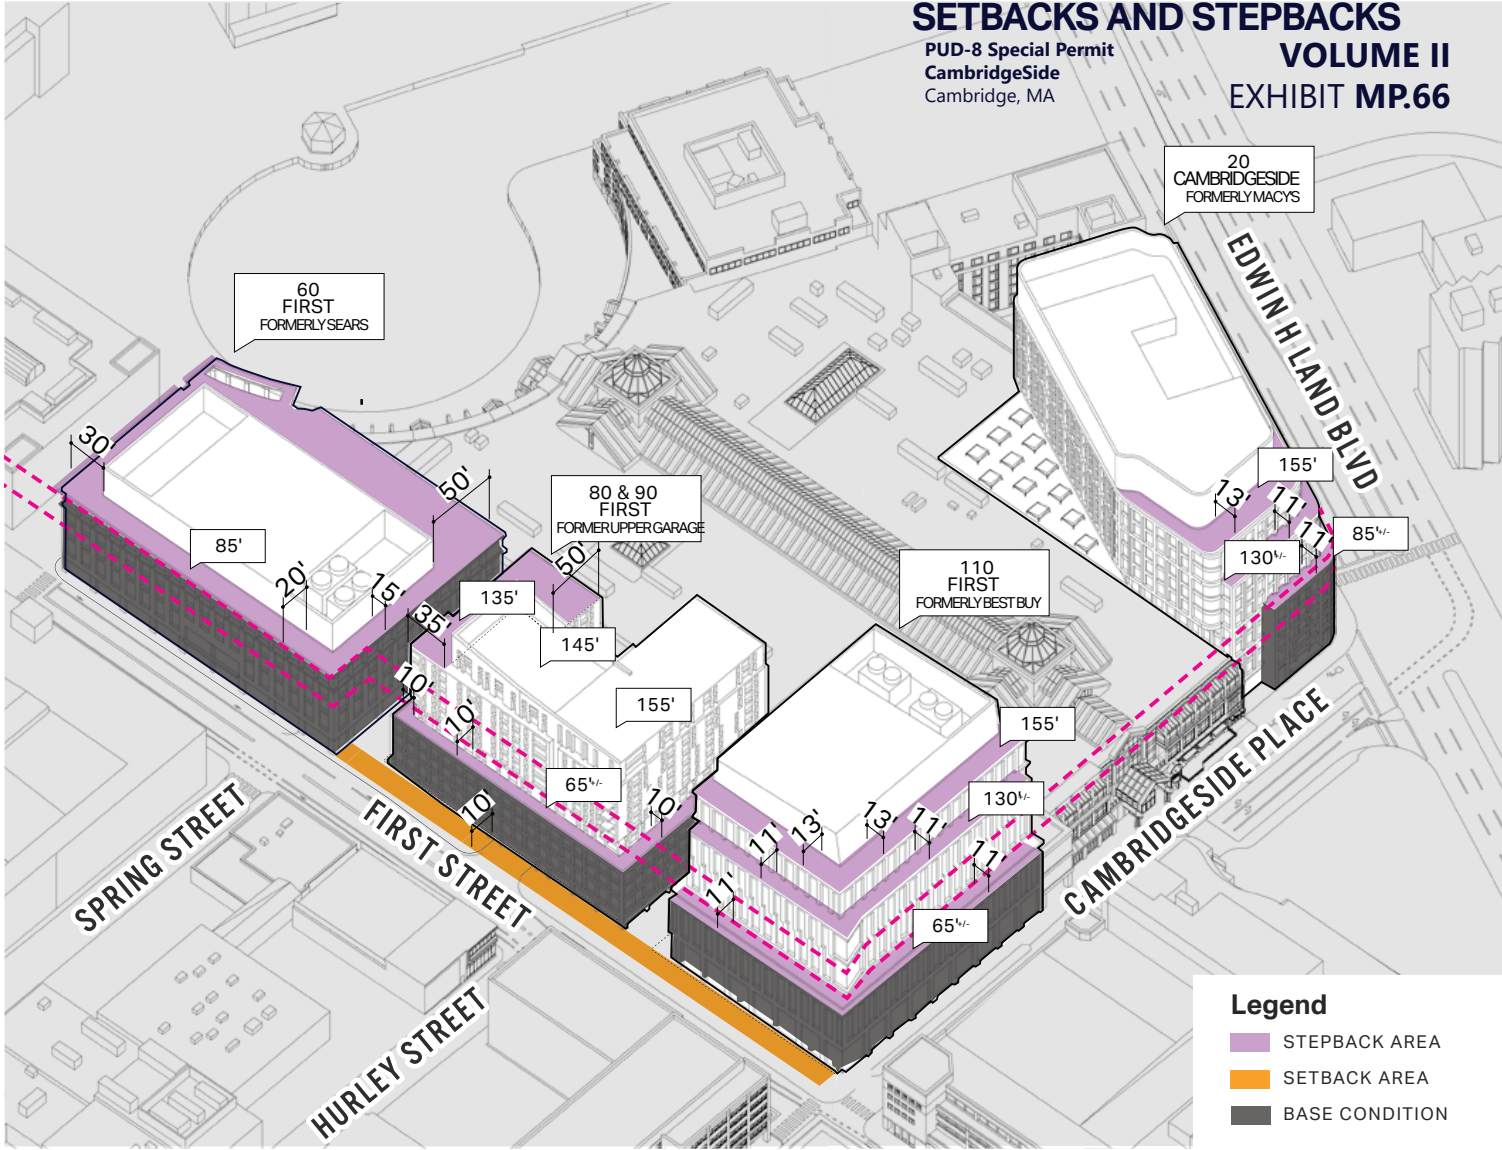 SETBACKS AND STEPBACKS
PUD-8 Special Permit
CambridgeSide
Cambridge, MA
VOLUME II
EXHIBIT MP.66
20
CAMBRIDGESIDE
FORMERLY MACY'S
EDWIN H LAND BLVD
60
FIRST
FORMERLY SEARS
30'
50'
85'
20'
15'
80 & 90
FIRST
FORMER UPPER GARAGE
50'
135'
35'
145'
10'
10'
155'
65'+/-
10'
10'
110
FIRST
FORMERLY BEST BUY
155'
130'+/-
13'
11'
13'
11'
11'
11'
65'+/-
155'
13'
11'
11'
85'+/-
130'+/-
SPRING STREET
FIRST STREET
HURLEY STREET
CAMBRIDGESIDE PLACE
Legend
STEPBACK AREA
SETBACK AREA
BASE CONDITION